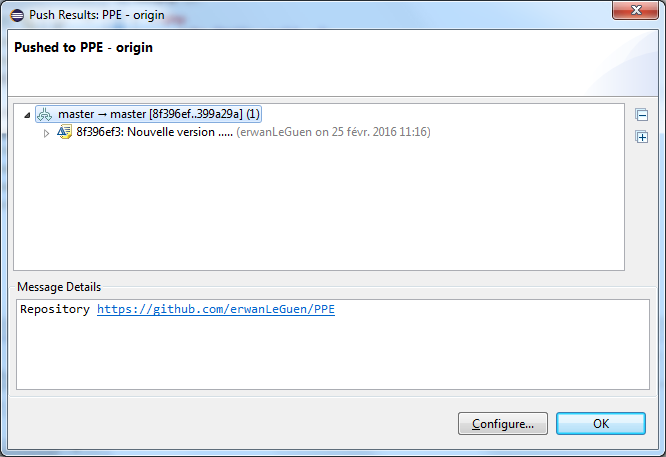 Push Results: PPE - origin
Pushed to PPE - origin
master → master [8f396ef..399a29a] (1)
8f396ef3: Nouvelle version ..... (erwanLeGuen on 25 févr. 2016 11:16)
Message Details
Repository https://github.com/erwanLeGuen/PPE
Configure...
OK